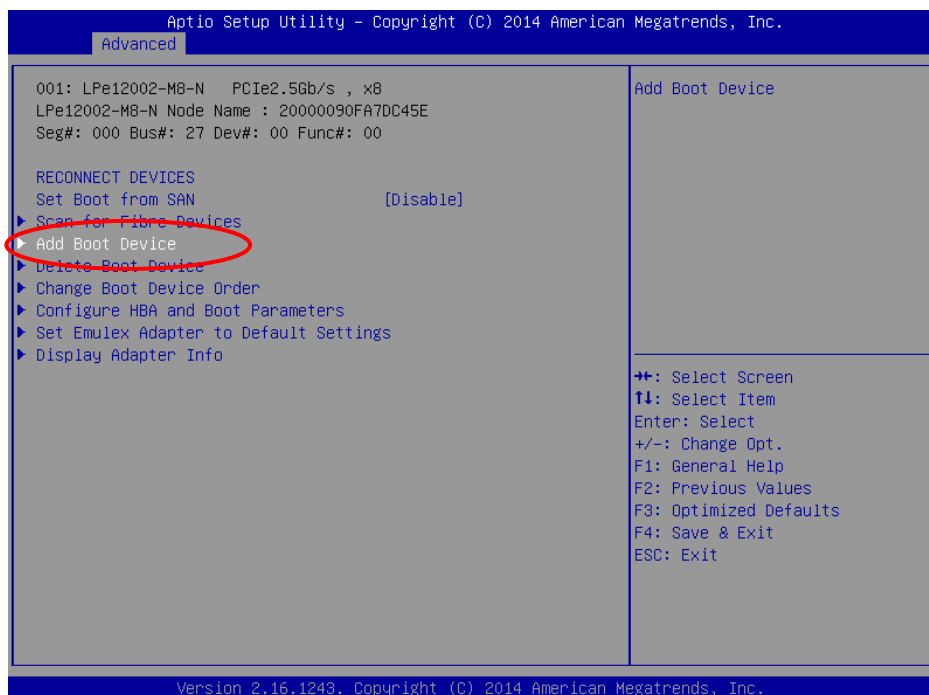 Aptio Setup Utility – Copyright (C) 2014 American Megatrends, Inc.
Advanced
001: LPe12002-M8-N PCIe2.5Gb/s , x8
LPe12002-M8-N Node Name : 20000090FA7DC45E
Seg#: 000 Bus#: 27 Dev#: 00 Func#: 00
RECONNECT DEVICES
Set Boot from SAN [Disable]
Scan for Fibre Devices
Add Boot Device
Delete Boot Device
Change Boot Device Order
Configure HBA and Boot Parameters
Set Emulex Adapter to Default Settings
Display Adapter Info
Add Boot Device
→←: Select Screen
↑↓: Select Item
Enter: Select
+/-: Change Opt.
F1: General Help
F2: Previous Values
F3: Optimized Defaults
F4: Save & Exit
ESC: Exit
Version 2.16.1243. Copyright (C) 2014 American Megatrends, Inc.